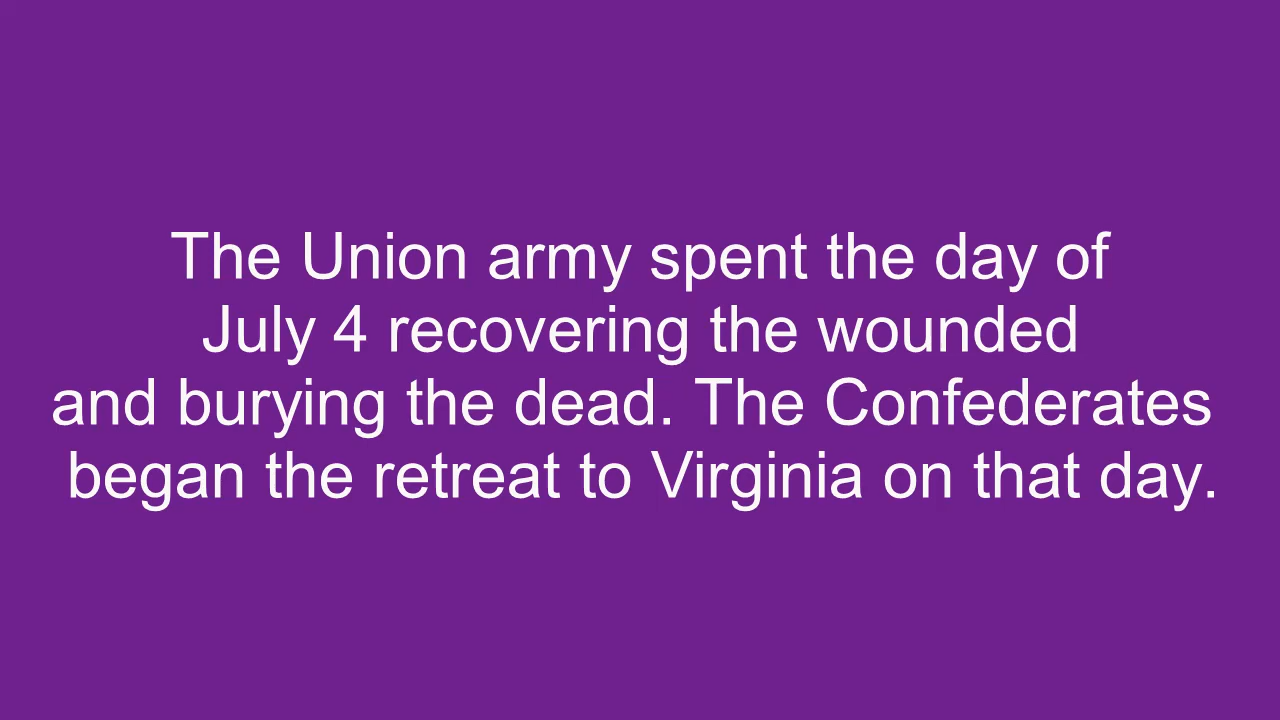 The Union army spent the day of
July 4 recovering the wounded
and burying the dead. The Confederates
began the retreat to Virginia on that day.